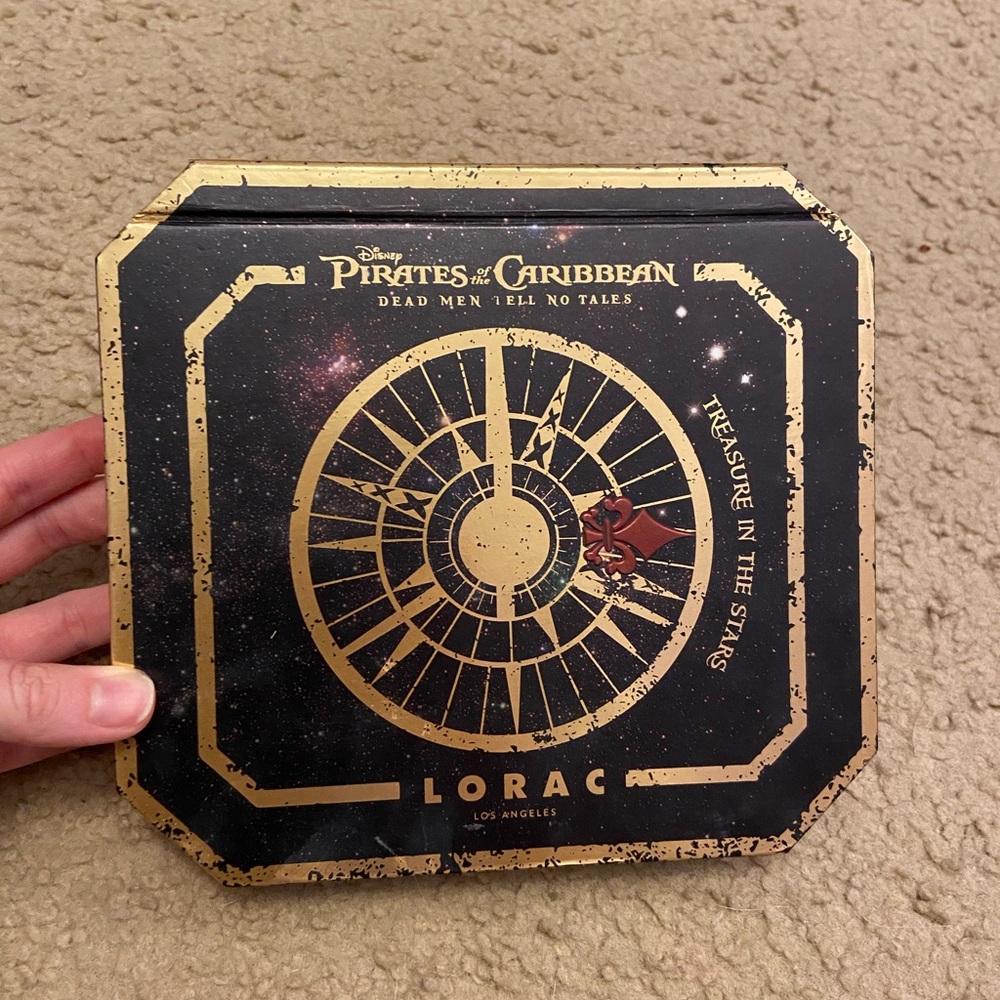 Disney
PIRATES of the CARIBBEAN
DEAD MEN TELL NO TALES
TREASURE IN THE STARS
LORAC
LOS ANGELES